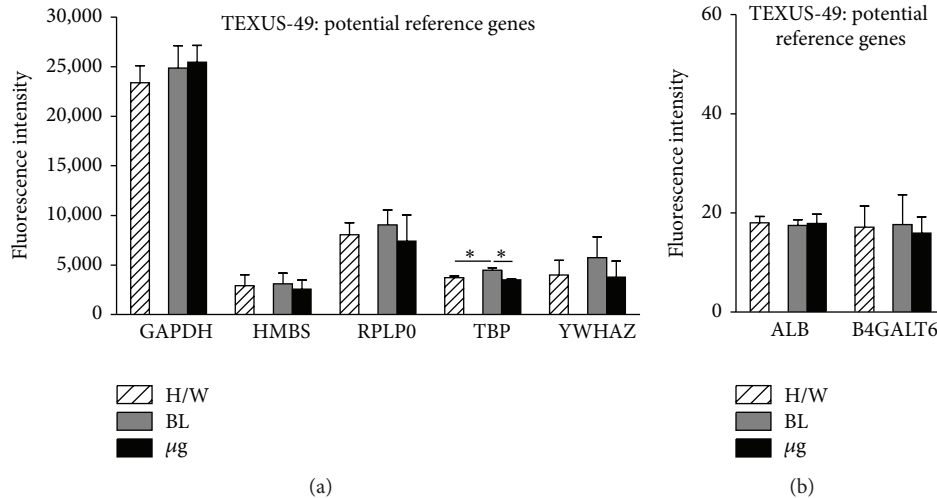 TEXUS-49: potential reference genes
Fluorescence intensity
30,000
25,000
20,000
15,000
10,000
5,000
0
* *
GAPDH HMBS RPLP0 TBP YWHAZ
H/W
BL
μg
(a)
TEXUS-49: potential
reference genes
Fluorescence intensity
60
40
20
0
ALB B4GALT6
H/W
BL
μg
(b)